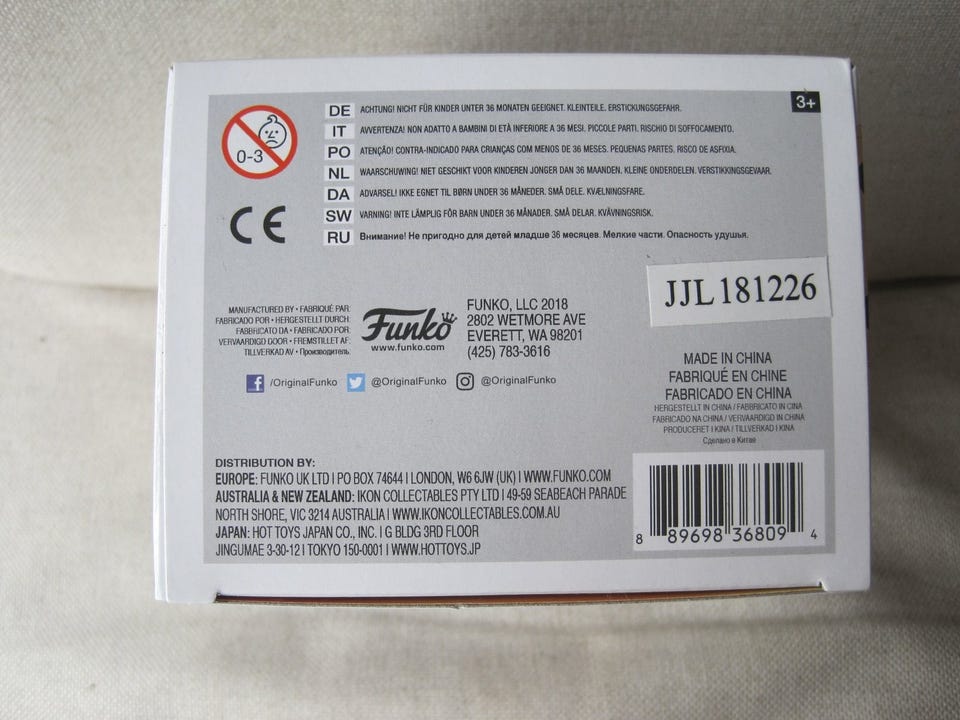 0-3
DE ACHTUNG! NICHT FÜR KINDER UNTER 36 MONATEN GEEIGNET. KLEINTEILE. ERSTICKUNGSGEFAHR.
IT AVVERTENZA! NON ADATTO A BAMBINI DI ETÀ INFERIORE A 36 MESI. PICCOLE PARTI. RISCHIO DI SOFFOCAMENTO.
PO ATENÇÃO! CONTRA-INDICADO PARA CRIANÇAS COM MENOS DE 36 MESES. PEQUENAS PARTES. RISCO DE ASFIXIA.
NL WAARSCHUWING! NIET GESCHIKT VOOR KINDEREN JONGER DAN 36 MAANDEN. KLEINE ONDERDELEN. VERSTIKKINGSGEVAAR.
DA ADVARSEL! IKKE EGNET TIL BØRN UNDER 36 MÅNEDER. SMÅ DELE. KVÆLNINGSFARE.
SW VARNING! INTE LÄMPLIG FÖR BARN UNDER 36 MÅNADER. SMÅ DELAR. KVÄVNINGSRISK.
RU Внимание! Не пригодно для детей младше 36 месяцев. Мелкие части. Опасность удушья.
3+
CE
JJL 181226
MANUFACTURED BY • FABRIQUÉ PAR:
FABRICADO POR • HERGESTELLT DURCH:
FABBRICATO DA • FABRICADO POR:
VERVAARDIGD DOOR • FREMSTILLET AF:
TILLVERKAD AV • Производитель:
Funko
www.funko.com
FUNKO, LLC 2018
2802 WETMORE AVE
EVERETT, WA 98201
(425) 783-3616
f /OriginalFunko @OriginalFunko @OriginalFunko
MADE IN CHINA
FABRIQUÉ EN CHINE
FABRICADO EN CHINA
HERGESTELLT IN CHINA / FABBRICATO IN CINA
FABRICADO NA CHINA / VERVAARDIGD IN CHINA
PRODUCERET I KINA / TILLVERKAD I KINA
Сделано в Китае
DISTRIBUTION BY:
EUROPE: FUNKO UK LTD I PO BOX 74644 I LONDON, W6 6JW (UK) I WWW.FUNKO.COM
AUSTRALIA & NEW ZEALAND: IKON COLLECTABLES PTY LTD I 49-59 SEABEACH PARADE
NORTH SHORE, VIC 3214 AUSTRALIA I WWW.IKONCOLLECTABLES.COM.AU
JAPAN: HOT TOYS JAPAN CO., INC. I G BLDG 3RD FLOOR
JINGUMAE 3-30-12 I TOKYO 150-0001 I WWW.HOTTOYS.JP
8 89698 36809 4